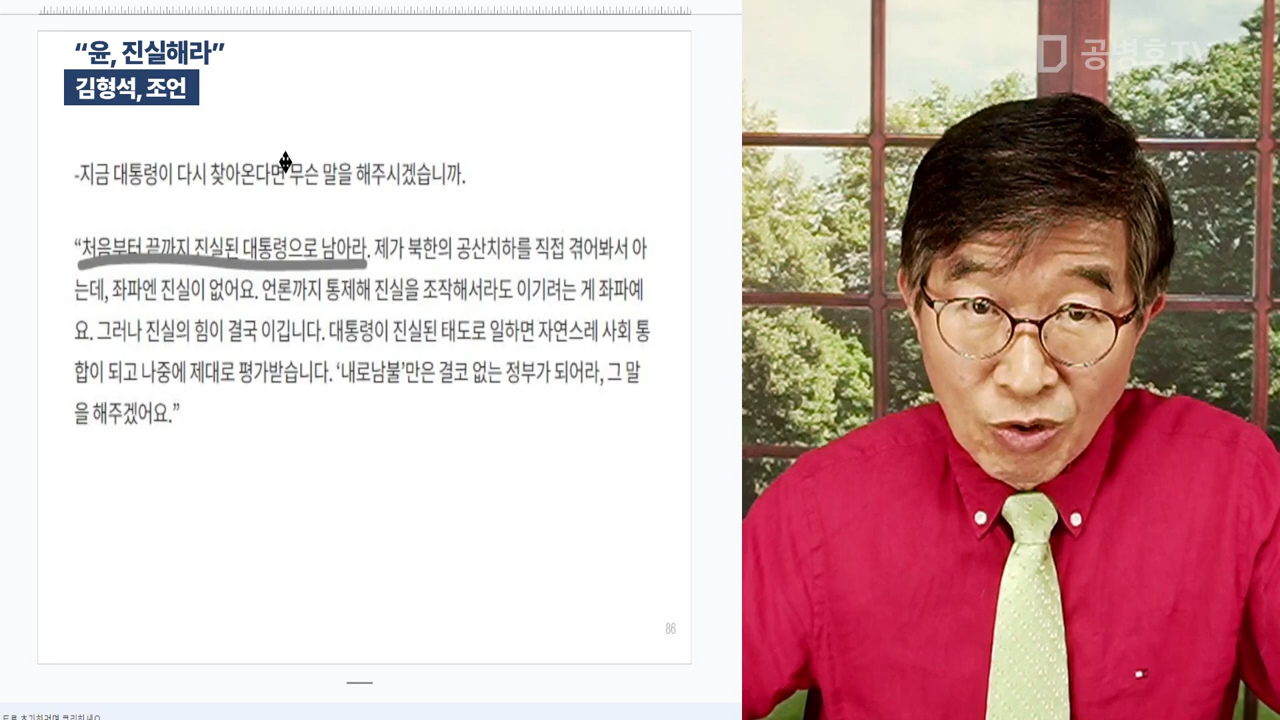 “윤, 진실해라”
김형석, 조언
-지금 대통령이 다시 찾아온다면 무슨 말을 해주시겠습니까.
“처음부터 끝까지 진실된 대통령으로 남아라. 제가 북한의 공산치하를 직접 겪어봐서 아
는데, 좌파엔 진실이 없어요. 언론까지 통제해 진실을 조작해서라도 이기려는 게 좌파예
요. 그러나 진실의 힘이 결국 이깁니다. 대통령이 진실된 태도로 일하면 자연스레 사회 통
합이 되고 나중에 제대로 평가받습니다. ‘내로남불’만은 결코 없는 정부가 되어라, 그 말
을 해주겠어요.”
86
공병호TV